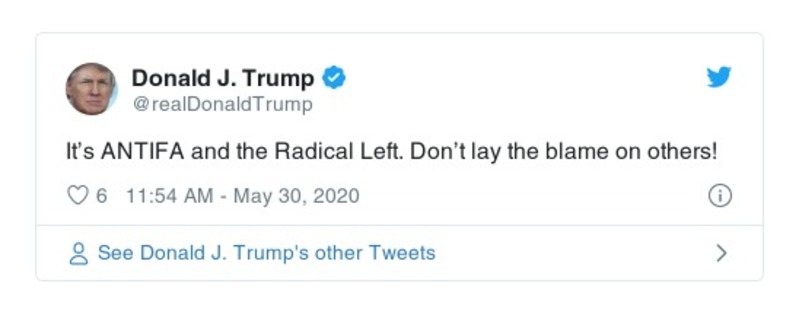 Donald J. Trump
@realDonaldTrump
It’s ANTIFA and the Radical Left. Don’t lay the blame on others!
6 11:54 AM - May 30, 2020
See Donald J. Trump's other Tweets